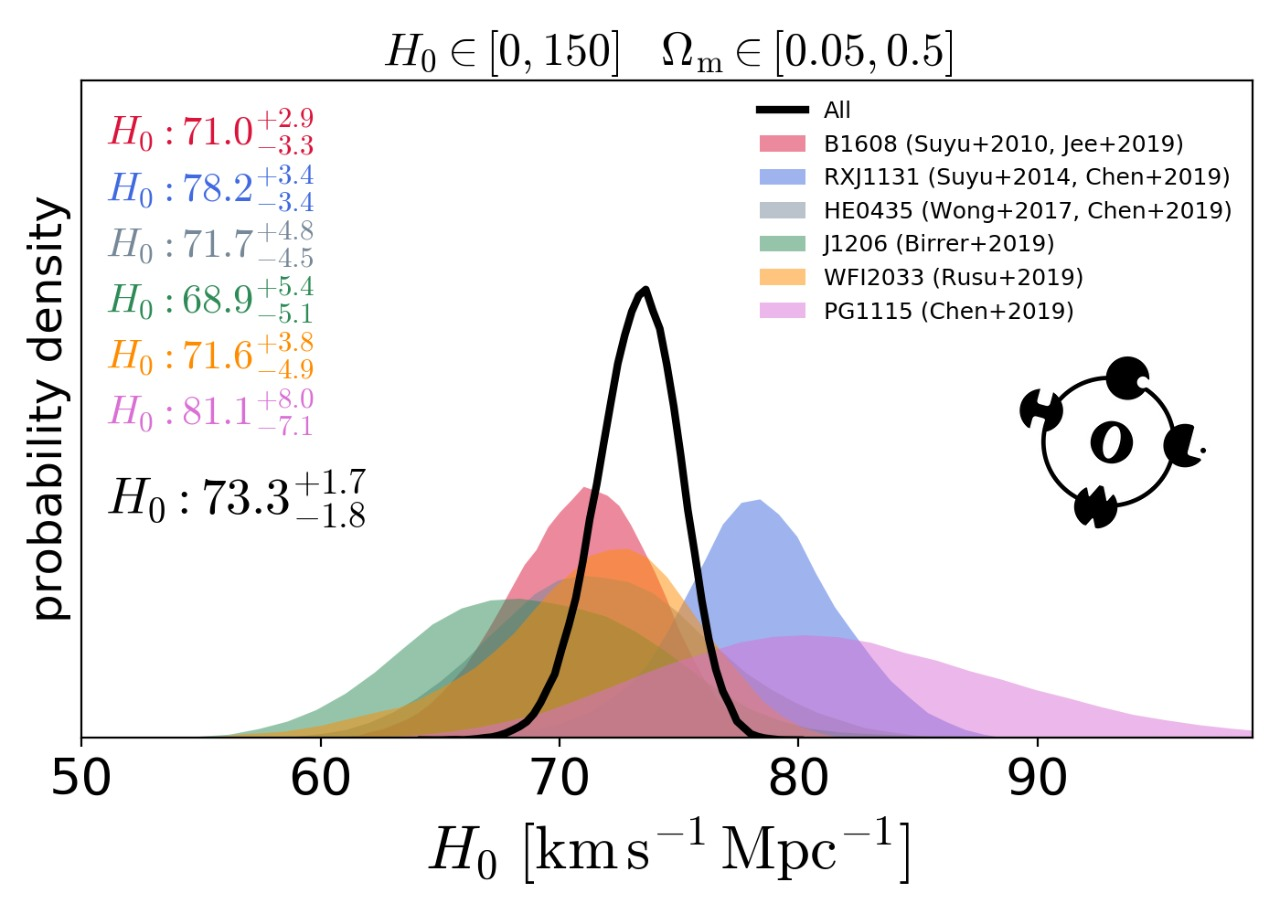 H₀ ∈ [0, 150] Ωₘ ∈ [0.05, 0.5]
H₀ : 71.0 +2.9 −3.3
H₀ : 78.2 +3.4 −3.4
H₀ : 71.7 +4.8 −4.5
H₀ : 68.9 +5.4 −5.1
H₀ : 71.6 +3.8 −4.9
H₀ : 81.1 +8.0 −7.1
H₀ : 73.3 +1.7 −1.8
All
B1608 (Suyu+2010, Jee+2019)
RXJ1131 (Suyu+2014, Chen+2019)
HE0435 (Wong+2017, Chen+2019)
J1206 (Birrer+2019)
WFI2033 (Rusu+2019)
PG1115 (Chen+2019)
probability density
50 60 70 80 90
H₀ [km s⁻¹ Mpc⁻¹]